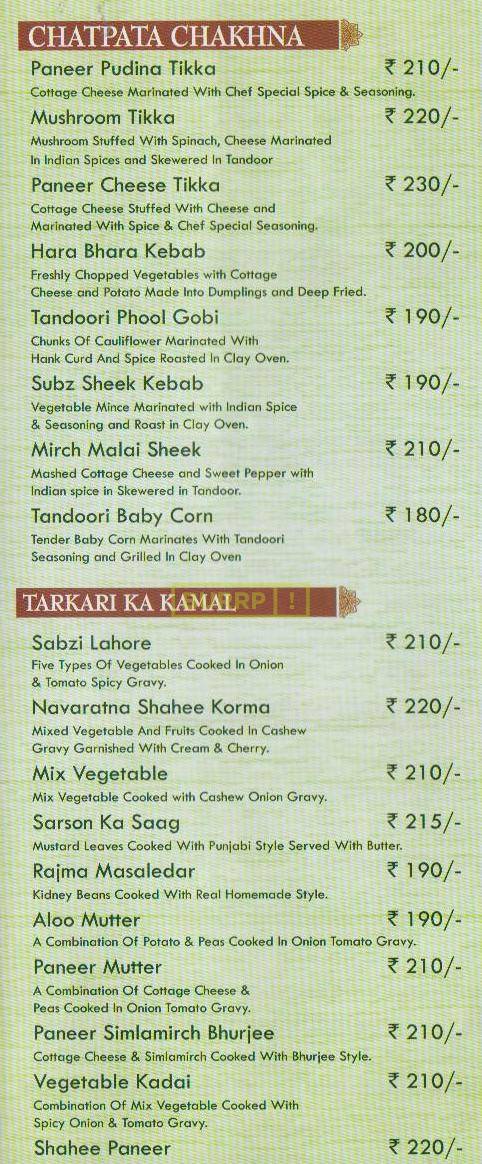 CHATPATA CHAKHNA
Paneer Pudina Tikka ₹ 210/-
Cottage Cheese Marinated With Chef Special Spice & Seasoning.
Mushroom Tikka ₹ 220/-
Mushroom Stuffed With Spinach, Cheese Marinated
In Indian Spices and Skewered In Tandoor
Paneer Cheese Tikka ₹ 230/-
Cottage Cheese Stuffed With Cheese and
Marinated With Spice & Chef Special Seasoning.
Hara Bhara Kebab ₹ 200/-
Freshly Chopped Vegetables with Cottage
Cheese and Potato Made Into Dumplings and Deep Fried.
Tandoori Phool Gobi ₹ 190/-
Chunks Of Cauliflower Marinated With
Hank Curd And Spice Roasted In Clay Oven.
Subz Sheek Kebab ₹ 190/-
Vegetable Mince Marinated with Indian Spice
& Seasoning and Roast in Clay Oven.
Mirch Malai Sheek ₹ 210/-
Mashed Cottage Cheese and Sweet Pepper with
Indian spice in Skewered in Tandoor.
Tandoori Baby Corn ₹ 180/-
Tender Baby Corn Marinates With Tandoori
Seasoning and Grilled In Clay Oven
TARKARI KA KAMAL
Sabzi Lahore ₹ 210/-
Five Types Of Vegetables Cooked In Onion
& Tomato Spicy Gravy.
Navaratna Shahee Korma ₹ 220/-
Mixed Vegetable And Fruits Cooked In Cashew
Gravy Garnished With Cream & Cherry.
Mix Vegetable ₹ 210/-
Mix Vegetable Cooked with Cashew Onion Gravy.
Sarson Ka Saag ₹ 215/-
Mustard Leaves Cooked With Punjabi Style Served With Butter.
Rajma Masaledar ₹ 190/-
Kidney Beans Cooked With Real Homemade Style.
Aloo Mutter ₹ 190/-
A Combination Of Potato & Peas Cooked In Onion Tomato Gravy.
Paneer Mutter ₹ 210/-
A Combination Of Cottage Cheese &
Peas Cooked In Onion Tomato Gravy.
Paneer Simlamirch Bhurjee ₹ 210/-
Cottage Cheese & Simlamirch Cooked With Bhurjee Style.
Vegetable Kadai ₹ 210/-
Combination Of Mix Vegetable Cooked With
Spicy Onion & Tomato Gravy.
Shahee Paneer ₹ 220/-